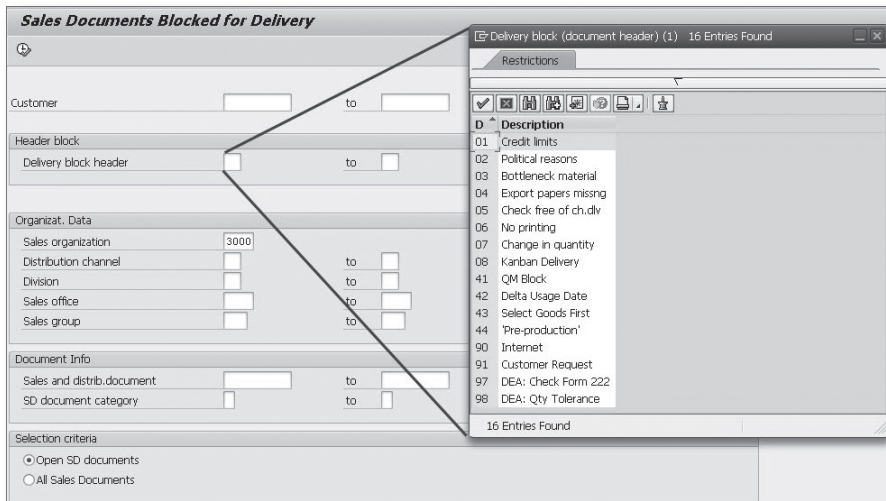 Sales Documents Blocked for Delivery
Customer to
Header block
Delivery block header to
Organizat. Data
Sales organization 3000
Distribution channel to
Division to
Sales office to
Sales group to
Document Info
Sales and distrib.document to
SD document category to
Selection criteria
Open SD documents
All Sales Documents
Delivery block (document header) (1) 16 Entries Found
Restrictions
D Description
01 Credit limits
02 Political reasons
03 Bottleneck material
04 Export papers missng
05 Check free of ch.dlv
06 No printing
07 Change in quantity
08 Kanban Delivery
41 QM Block
42 Delta Usage Date
43 Select Goods First
44 'Pre-production'
90 Internet
91 Customer Request
97 DEA: Check Form 222
98 DEA: Qty Tolerance
16 Entries Found